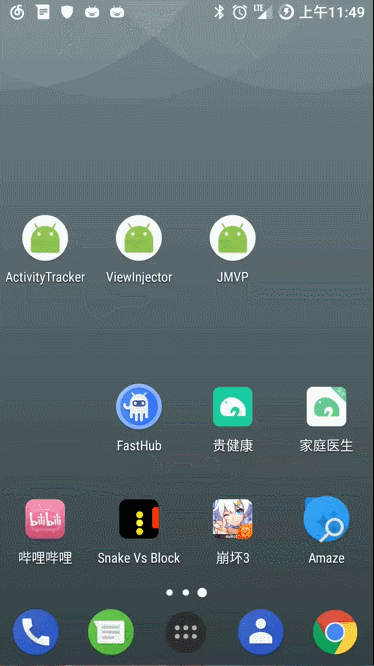 LTE 上午11:49
ActivityTracker ViewInjector JMVP
FastHub 贵健康 家庭医生
bilibili
哔哩哔哩 Snake Vs Block 崩坏3 Amaze